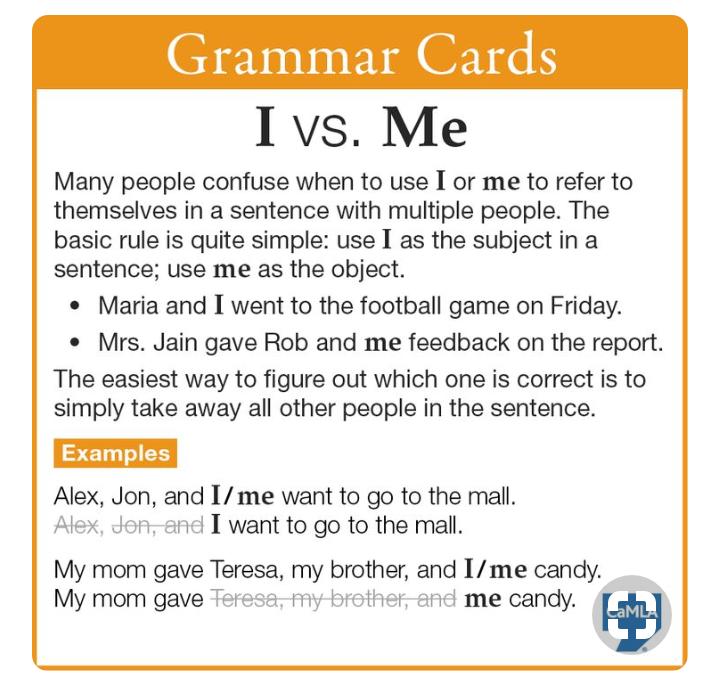 Grammar Cards
I vs. Me
Many people confuse when to use I or me to refer to
themselves in a sentence with multiple people. The
basic rule is quite simple: use I as the subject in a
sentence; use me as the object.
• Maria and I went to the football game on Friday.
• Mrs. Jain gave Rob and me feedback on the report.
The easiest way to figure out which one is correct is to
simply take away all other people in the sentence.
Examples
Alex, Jon, and I/me want to go to the mall.
Alex, Jon, and I want to go to the mall.
My mom gave Teresa, my brother, and I/me candy.
My mom gave Teresa, my brother, and me candy.
CaMLA